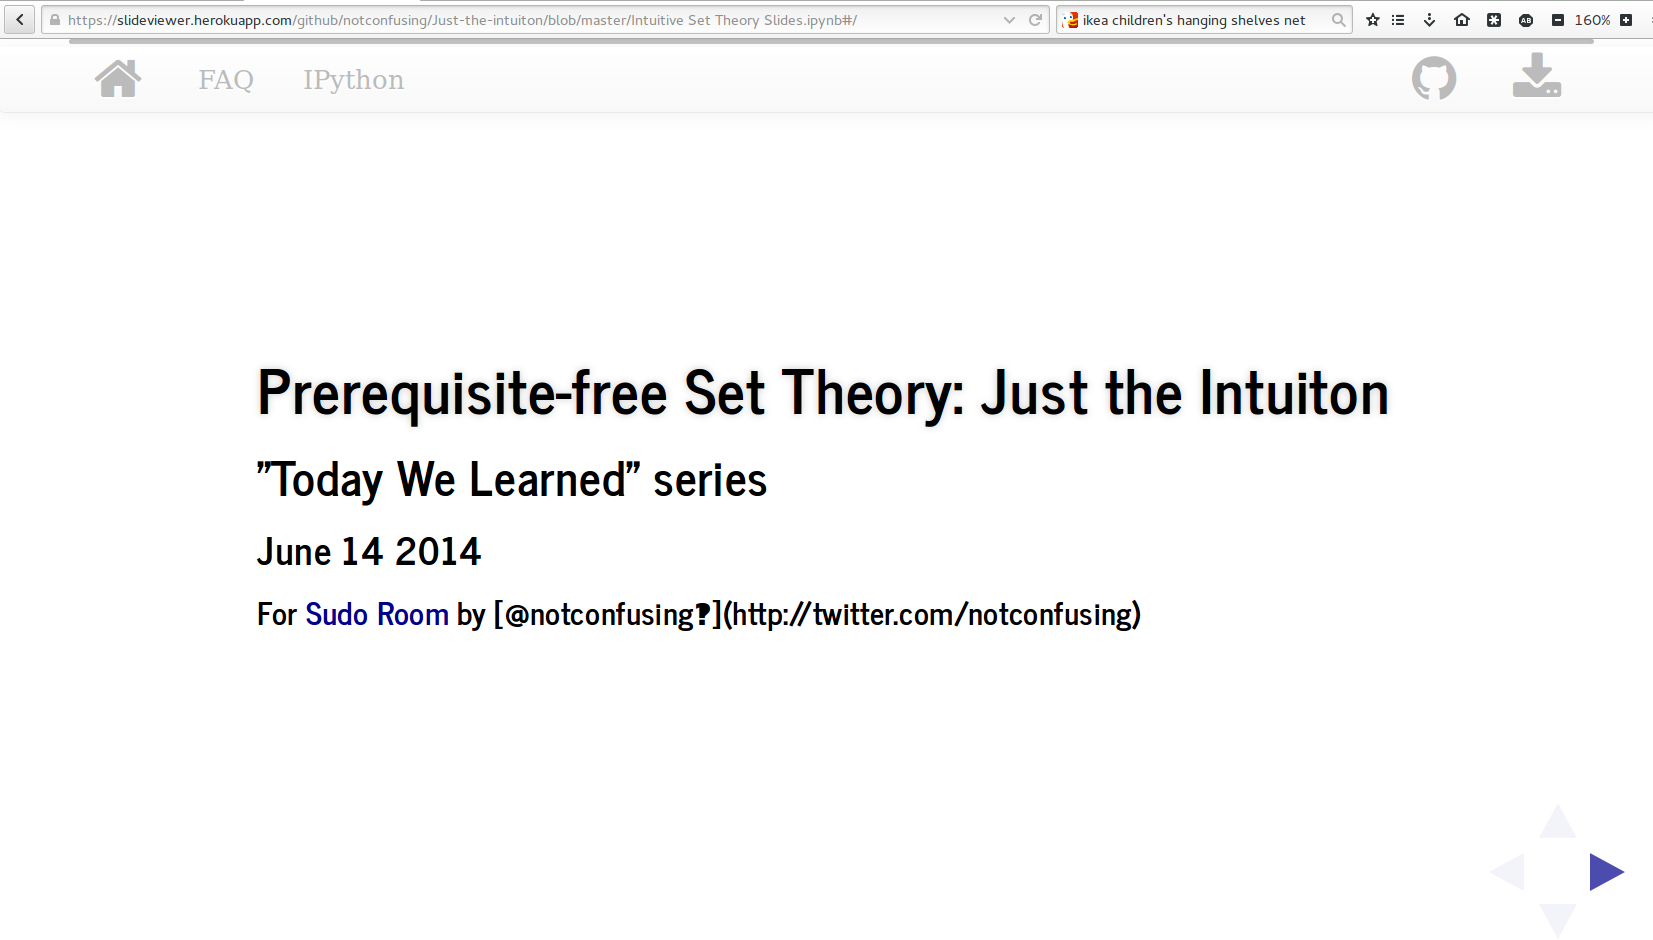 https://slideviewer.herokuapp.com/github/notconfusing/Just-the-intuiton/blob/master/Intuitive Set Theory Slides.ipynb#/
ikea children's hanging shelves net
ABP
160%
FAQ
IPython
Prerequisite-free Set Theory: Just the Intuiton
"Today We Learned" series
June 14 2014
For Sudo Room by [@notconfusing❓](http://twitter.com/notconfusing)